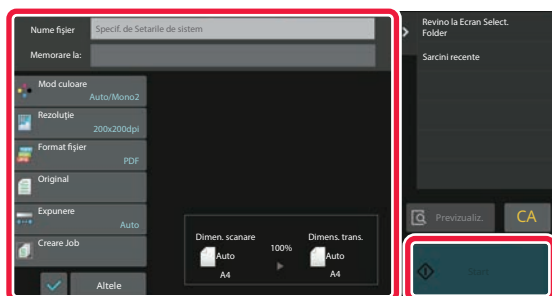 Nume fișier
Specif. de Setarile de sistem
Memorare la:
Mod culoare
Auto/Mono2
Rezoluție
200x200dpi
Format fișier
PDF
Original
Expunere
Auto
Creare Job
Altele
Dimen. scanare
Auto
A4
100%
Dimens. trans.
Auto
A4
Revino la Ecran Select.
Folder
Sarcini recente
Previzualiz.
CA
Start